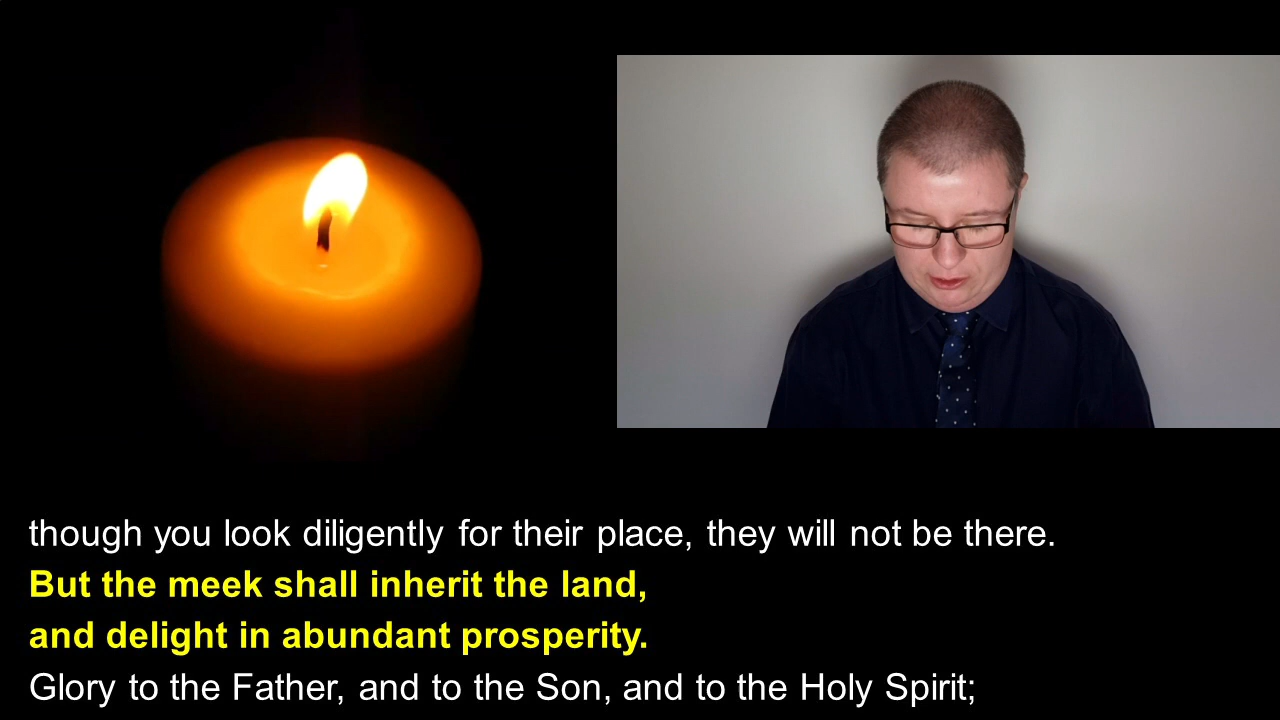 though you look diligently for their place, they will not be there.
But the meek shall inherit the land,
and delight in abundant prosperity.
Glory to the Father, and to the Son, and to the Holy Spirit;